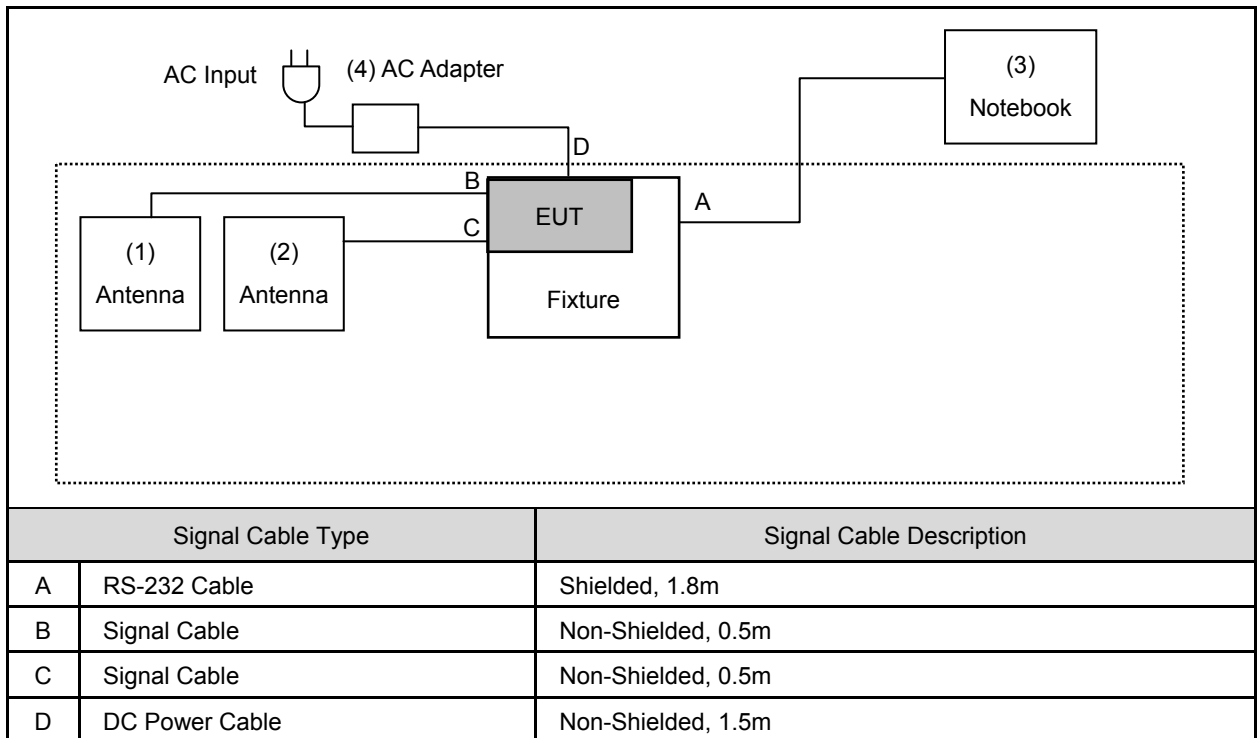 AC Input
(4) AC Adapter
(3)
Notebook
D
B
A
EUT
C
(1)
Antenna
(2)
Antenna
Fixture
Signal Cable Type Signal Cable Description
A RS-232 Cable Shielded, 1.8m
B Signal Cable Non-Shielded, 0.5m
C Signal Cable Non-Shielded, 0.5m
D DC Power Cable Non-Shielded, 1.5m